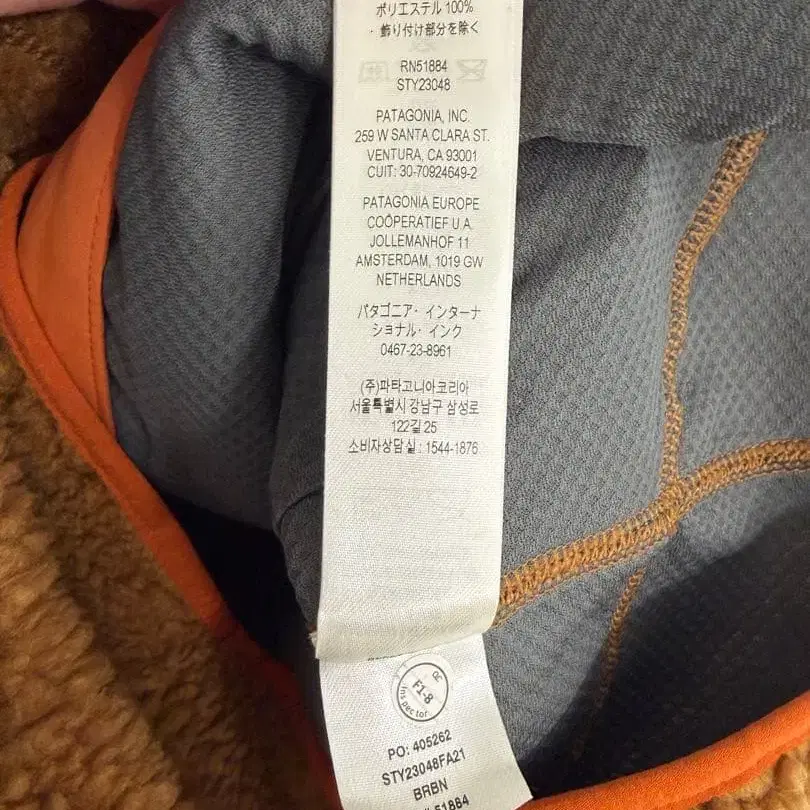 ポリエステル 100%
・飾り付け部分を除く
RN51884
STY23048
PATAGONIA, INC.
259 W SANTA CLARA ST.
VENTURA, CA 93001
CUIT: 30-70924649-2
PATAGONIA EUROPE
COÖPERATIEF U.A.
JOLLEMANHOF 11
AMSTERDAM, 1019 GW
NETHERLANDS
パタゴニア・インターナ
ショナル・インク
0467-23-8961
(주)파타고니아코리아
서울특별시 강남구 삼성로
122길 25
소비자상담실 : 1544-1876
QC
F1-8
Inspector
PO: 405262
STY23048FA21
BRBN
51884